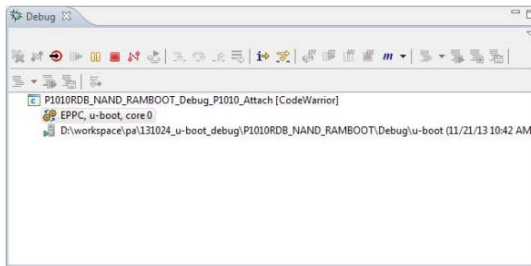 Debug
P1010RDB_NAND_RAMBOOT_Debug_P1010_Attach [CodeWarrior]
EPPC, u-boot, core 0
D:\workspace\pa\131024_u-boot_debug\P1010RDB_NAND_RAMBOOT\Debug\u-boot (11/21/13 10:42 AM